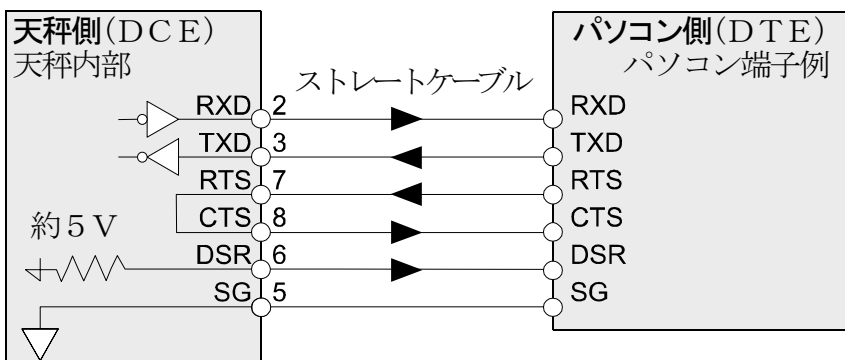 天秤側(DCE)
天秤内部
パソコン側(DTE)
パソコン端子例
ストレートケーブル
RXD 2 RXD
TXD 3 TXD
RTS 7 RTS
CTS 8 CTS
約5V
DSR 6 DSR
SG 5 SG